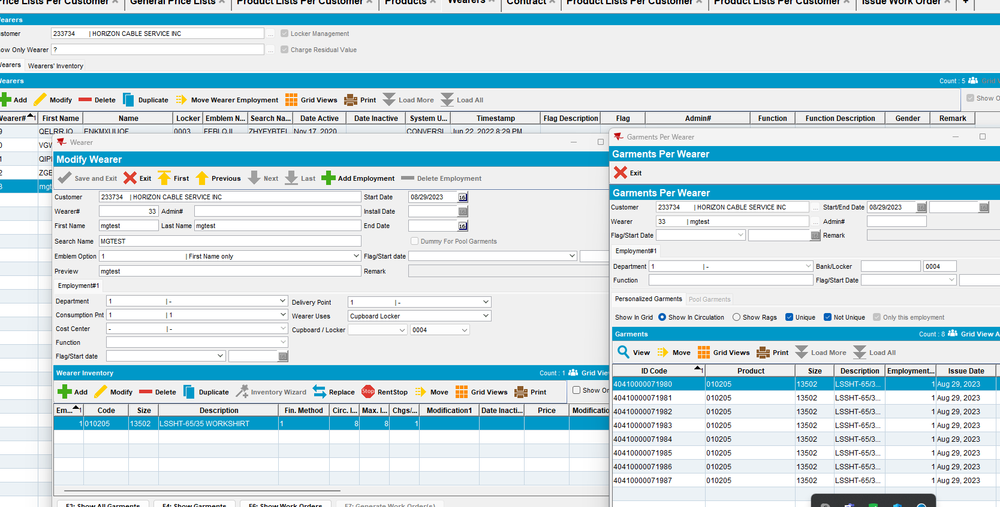 Price Lists Per Customer General Price Lists Product Lists Per Customer Products Wearers Contract Product Lists Per Customer Product Lists Per Customer Issue Work Order +
earers
ustomer 233734 | HORIZON CABLE SERVICE INC ... Locker Management
ow Only Wearer ? ... Charge Residual Value
earers Wearers' Inventory
Wearers Count : 5 Grid V
Add Modify Delete Duplicate Move Wearer Employment Grid Views Print Load More Load All Show O
Wearer# 1 First Name Name Locker Emblem N... Search Na... Date Active Date Inactive System U... Timestamp Flag Description Flag Admin# Function Function Description Gender Remark
9 QELRRJO ENKMXUUOF 0003 FEBLOJL ZHYFYBTEL Nov 17, 2020 CONVERSI Jun 22, 2022 8:29 PM
0 VGV
1 QIPI
2 ZGE
3 mgt
Wearer
Modify Wearer
Save and Exit Exit First Previous Next Last Add Employment Delete Employment
Customer 233734 | HORIZON CABLE SERVICE INC Start Date 08/29/2023 16
Wearer# 33 Admin# Install Date 16
First Name mgtest Last Name mgtest End Date 16
Search Name MGTEST Dummy For Pool Garments
Emblem Option 1 | First Name only Flag/Start date
Preview mgtest Remark
Employment#1
Department 1 | - Delivery Point 1 | -
Consumption Pnt 1 | 1 Wearer Uses Cupboard Locker
Cost Center - | - Cupboard / Locker 0004
Function
Flag/Start date 16
Wearer Inventory Count : 1 Grid Vie
Add Modify Delete Duplicate Inventory Wizard Replace Stop RentStop Move Grid Views Print Show On
Em... 1 Code Size Description Fin. Method Circ. I... Max. I... Chgs/... Modification1 Date Inacti... Price Modificatio
1 010205 13502 LSSHT-65/35 WORKSHIRT 1 8 8 1
F3: Show All Garments F4: Show Garments F6: Show Work Orders F7: Generate Work Order(s)
Garments Per Wearer
Garments Per Wearer
Exit
Garments Per Wearer
Customer 233734 | HORIZON CABLE SERVICE INC ... Start/End Date 08/29/2023 16 16
Wearer 33 | mgtest ... Admin#
Flag/Start Date 16 Remark
Employment#1
Department 1 | - Bank/Locker 0004
Function Flag/Start Date
Personalized Garments Pool Garments
Show In Grid Show In Circulation Show Rags Unique Not Unique Only this employment
Garments Count : 8 Grid View A
View Move Grid Views Print Load More Load All
ID Code 1 Product Size Description Employment... Issue Date
40410000071980 010205 13502 LSSHT-65/3... 1 Aug 29, 2023
40410000071981 010205 13502 LSSHT-65/3... 1 Aug 29, 2023
40410000071982 010205 13502 LSSHT-65/3... 1 Aug 29, 2023
40410000071983 010205 13502 LSSHT-65/3... 1 Aug 29, 2023
40410000071984 010205 13502 LSSHT-65/3... 1 Aug 29, 2023
40410000071985 010205 13502 LSSHT-65/3... 1 Aug 29, 2023
40410000071986 010205 13502 LSSHT-65/3... 1 Aug 29, 2023
40410000071987 010205 13502 LSSHT-65/3... 1 Aug 29, 2023